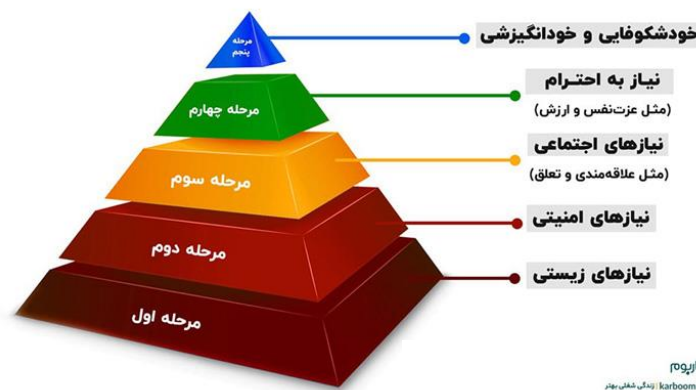 مرحله
پنجم
خودشکوفایی و خودانگیزشی
مرحله چهارم
نیاز به احترام
(مثل عزت‌نفس و ارزش)
مرحله سوم
نیازهای اجتماعی
(مثل علاقه‌مندی و تعلق)
مرحله دوم
نیازهای امنیتی
مرحله اول
نیازهای زیستی
karboom | زندگی شغلی بهتر